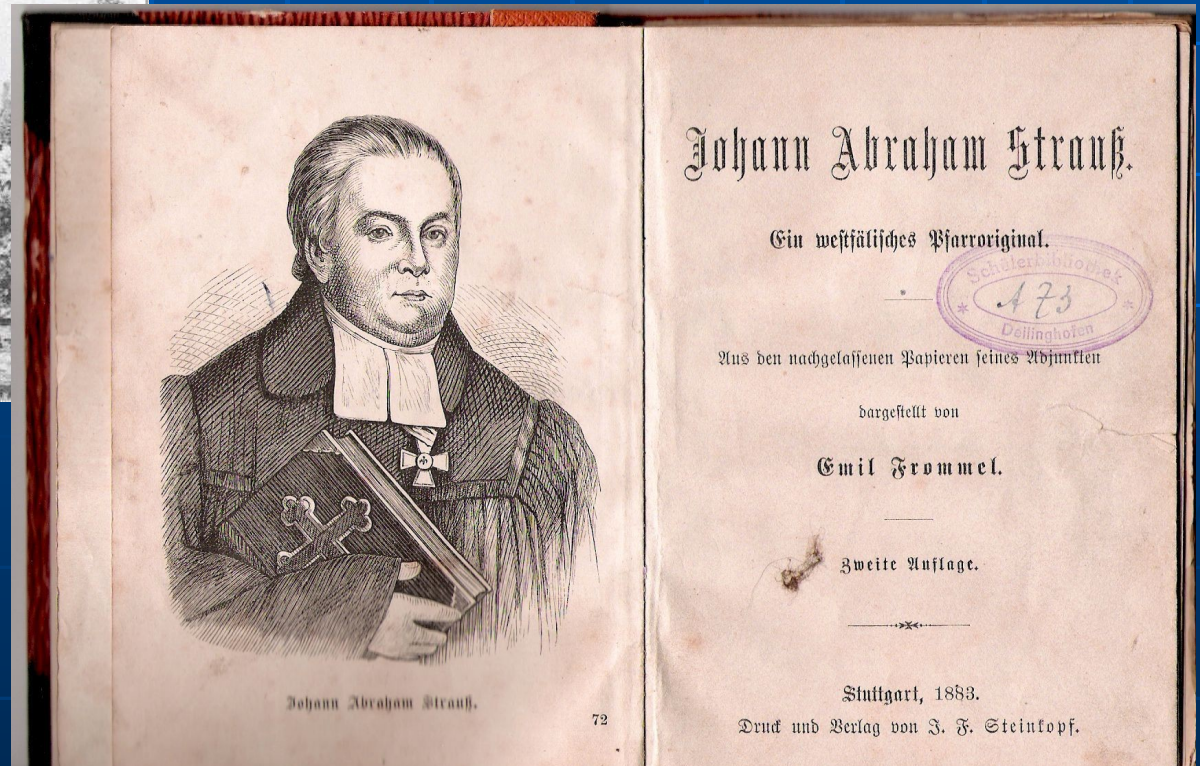 Johann Abraham Strauß.
72
Johann Abraham Strauß.
Ein westfälisches Pfarroriginal.
Schäferbibliothek
A 73
Deilinghofen
Aus den nachgelassenen Papieren seines Adjunkten
dargestellt von
Emil Frommel.
Zweite Auflage.
Stuttgart, 1883.
Druck und Verlag von J. F. Steinkopf.